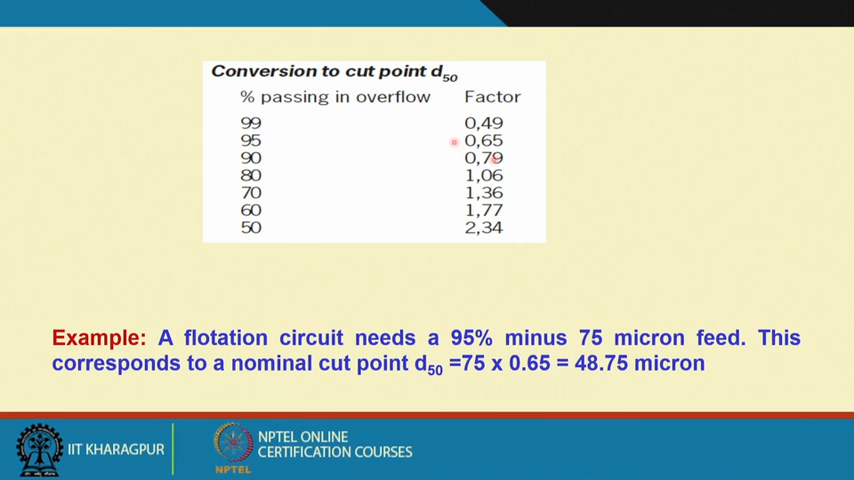 Conversion to cut point d50
% passing in overflow Factor
99 0,49
95 0,65
90 0,79
80 1,06
70 1,36
60 1,77
50 2,34
Example: A flotation circuit needs a 95% minus 75 micron feed. This
corresponds to a nominal cut point d50 =75 x 0.65 = 48.75 micron
IIT KHARAGPUR
NPTEL ONLINE
CERTIFICATION COURSES
NPTEL